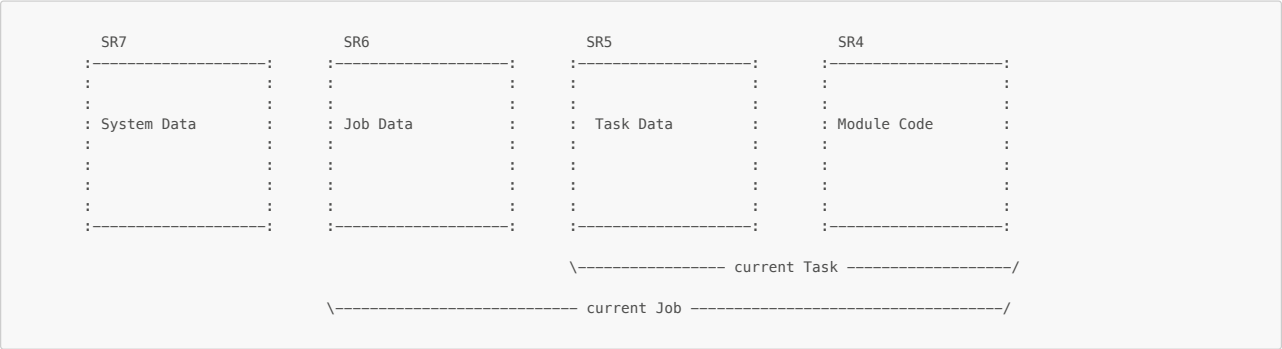 SR7 SR6 SR5 SR4
:--------------------: :--------------------: :--------------------: :--------------------:
: : : : : : : :
: : : : : : : :
: System Data : : Job Data : : Task Data : : Module Code :
: : : : : : : :
: : : : : : : :
: : : : : : : :
: : : : : : : :
:--------------------: :--------------------: :--------------------: :--------------------:
\----------------- current Task -------------------/
\---------------------------- current Job ------------------------------------/